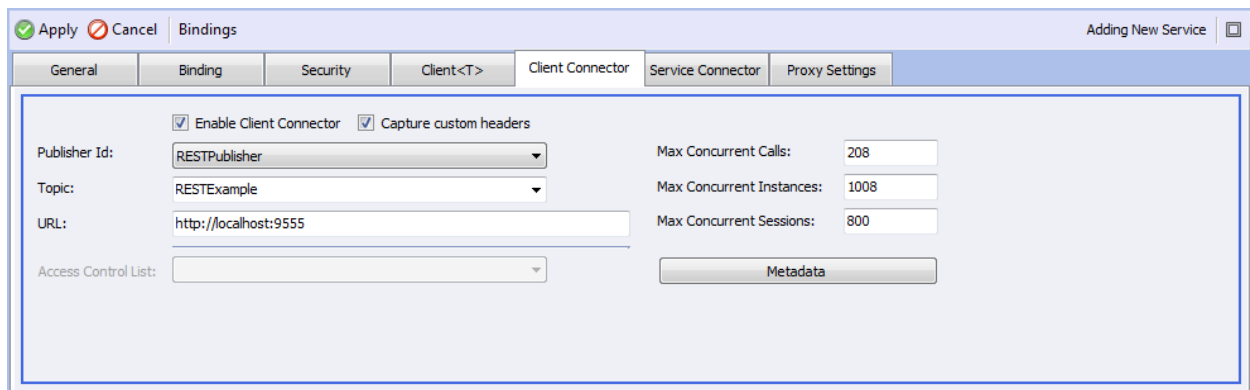 Apply Cancel Bindings Adding New Service
General Binding Security Client<T> Client Connector Service Connector Proxy Settings
Enable Client Connector Capture custom headers
Publisher Id: RESTPublisher Max Concurrent Calls: 208
Topic: RESTExample Max Concurrent Instances: 1008
URL: http://localhost:9555 Max Concurrent Sessions: 800
Access Control List: Metadata